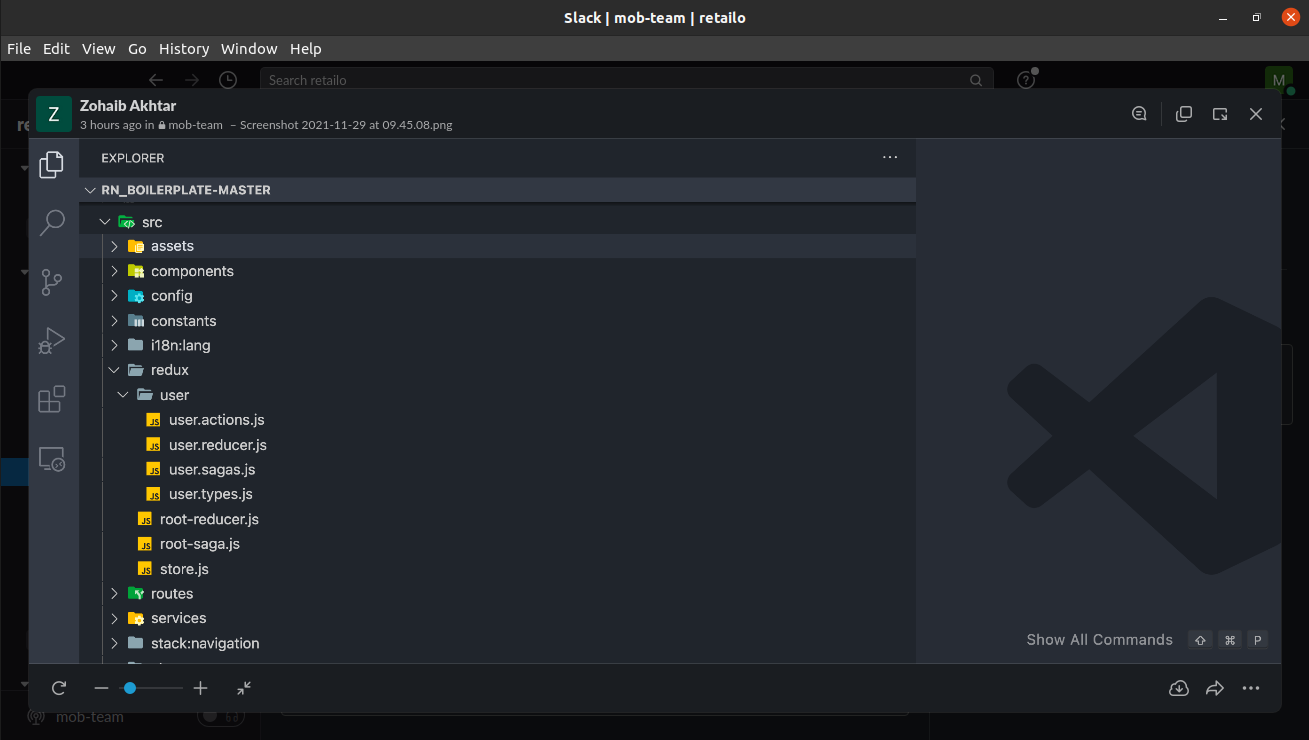 Slack | mob-team | retailo
File Edit View Go History Window Help
Search retailo
M
Z
Zohaib Akhtar
3 hours ago in mob-team – Screenshot 2021-11-29 at 09.45.08.png
EXPLORER
RN_BOILERPLATE-MASTER
src
assets
components
config
constants
i18n:lang
redux
user
JS user.actions.js
JS user.reducer.js
JS user.sagas.js
JS user.types.js
JS root-reducer.js
JS root-saga.js
JS store.js
routes
services
stack:navigation
Show All Commands ⇧ ⌘ P
mob-team